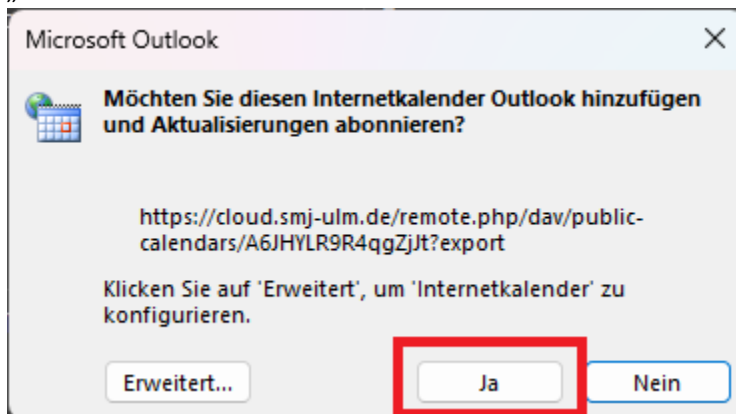 "
Microsoft Outlook
Möchten Sie diesen Internetkalender Outlook hinzufügen
und Aktualisierungen abonnieren?
https://cloud.smj-ulm.de/remote.php/dav/public-
calendars/A6JHYLR9R4qgZjJt?export
Klicken Sie auf 'Erweitert', um 'Internetkalender' zu
konfigurieren.
Erweitert... Ja Nein